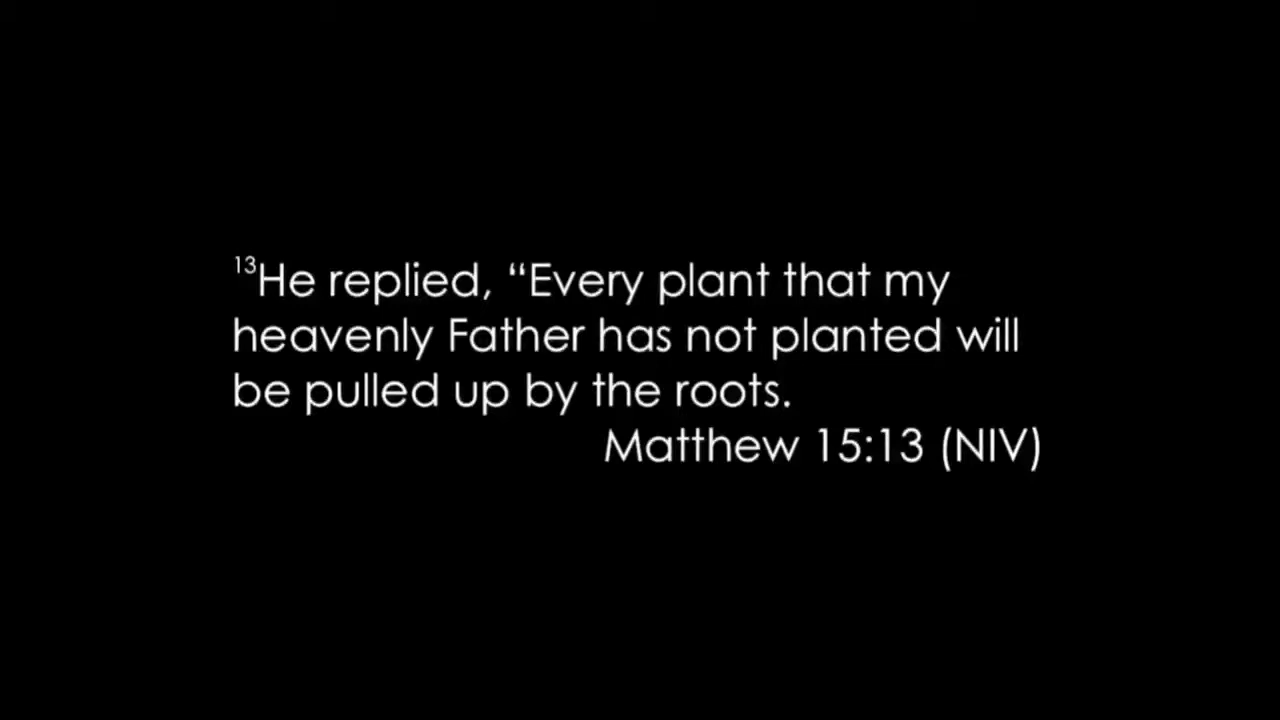 13He replied, “Every plant that my
heavenly Father has not planted will
be pulled up by the roots.
Matthew 15:13 (NIV)